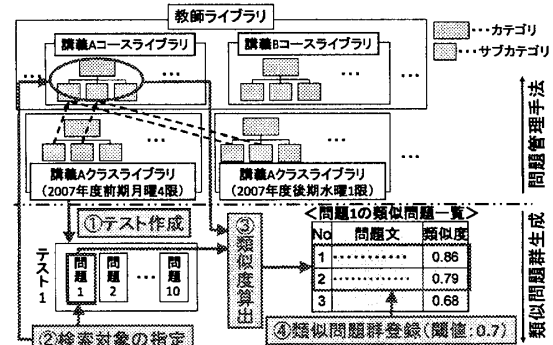 教師ライブラリ
講義Aコースライブラリ
講義Bコースライブラリ
…カテゴリ
…サブカテゴリ
講義Aクラスライブラリ
(2007年度前期月曜4限)
講義Aクラスライブラリ
(2007年度後期水曜1限)
問題管理手法
①テスト作成
テスト1
問題1
問題2
…
問題10
②検索対象の指定
③類似度算出
<問題1の類似問題一覧>
No 問題文 類似度
1 ………… 0.86
2 ………… 0.79
3 0.68
④類似問題群登録(閾値:0.7)
類似問題群生成